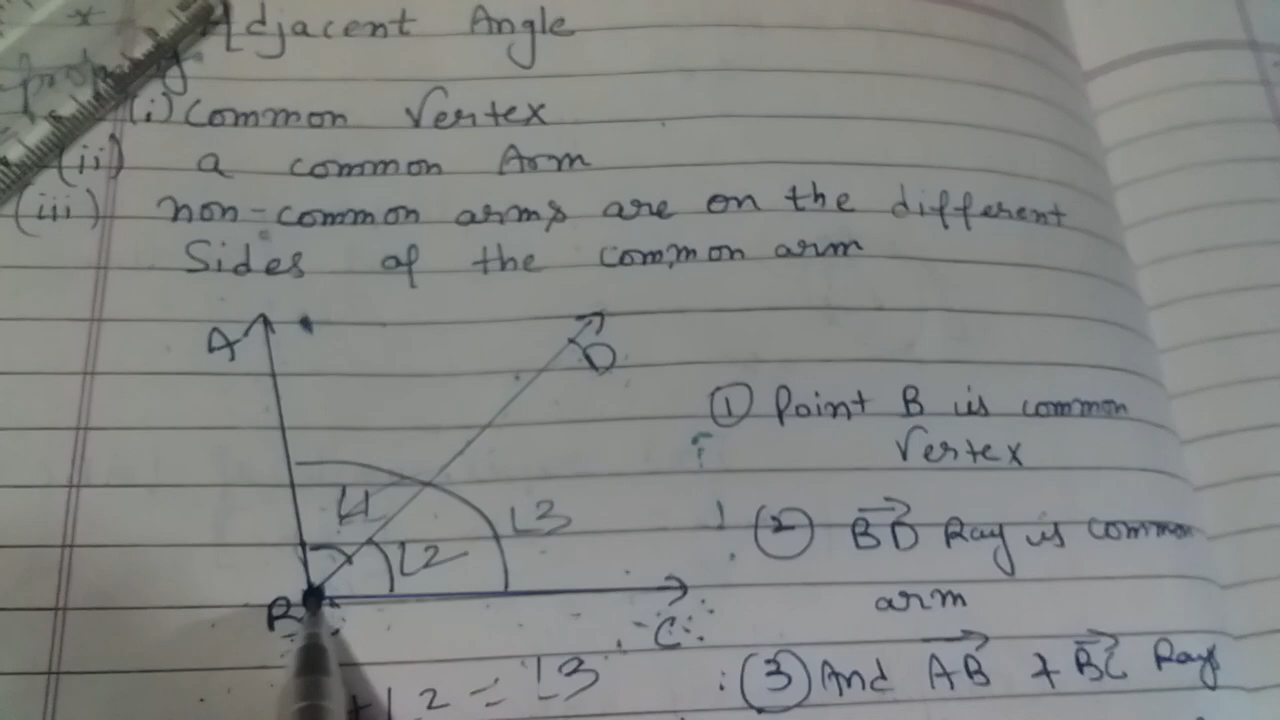 Adjacent Angle
(i) Common Vertex
(ii) a common Arm
(iii) non-common arms are on the different
Sides of the common arm
A
D
∠1
∠3
∠2
B
C
+∠2 = ∠3
① Point B is common
Vertex
② BD Ray is common
arm
③ And AB + BC Rays